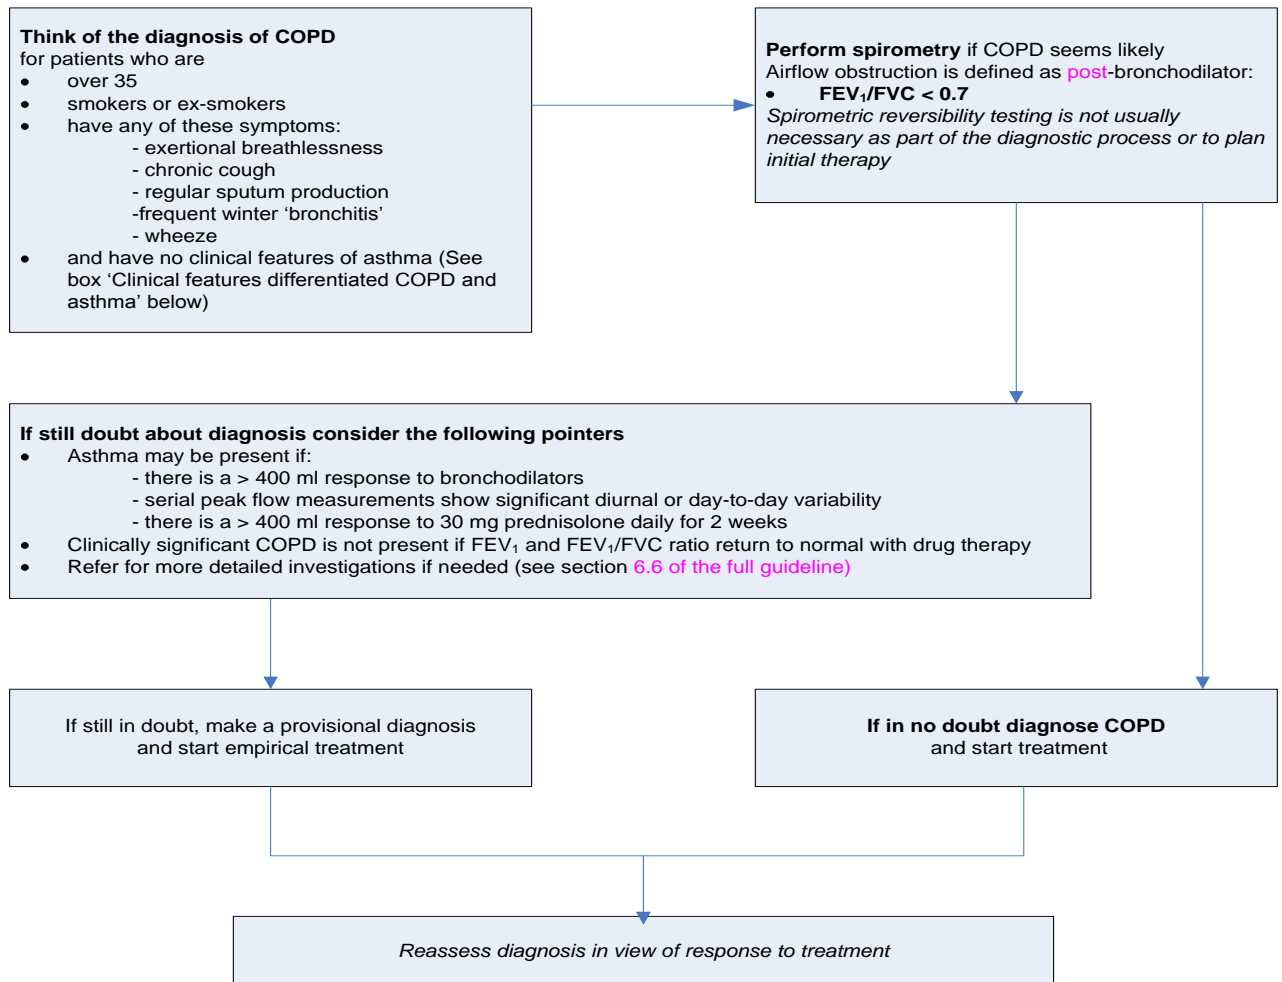 Think of the diagnosis of COPD
for patients who are
• over 35
• smokers or ex-smokers
• have any of these symptoms:
- exertional breathlessness
- chronic cough
- regular sputum production
-frequent winter ‘bronchitis’
- wheeze
• and have no clinical features of asthma (See
box ‘Clinical features differentiated COPD and
asthma’ below)
Perform spirometry if COPD seems likely
Airflow obstruction is defined as post-bronchodilator:
• FEV₁/FVC < 0.7
Spirometric reversibility testing is not usually
necessary as part of the diagnostic process or to plan
initial therapy
If still doubt about diagnosis consider the following pointers
• Asthma may be present if:
- there is a > 400 ml response to bronchodilators
- serial peak flow measurements show significant diurnal or day-to-day variability
- there is a > 400 ml response to 30 mg prednisolone daily for 2 weeks
• Clinically significant COPD is not present if FEV₁ and FEV₁/FVC ratio return to normal with drug therapy
• Refer for more detailed investigations if needed (see section 6.6 of the full guideline)
If still in doubt, make a provisional diagnosis
and start empirical treatment
If in no doubt diagnose COPD
and start treatment
Reassess diagnosis in view of response to treatment